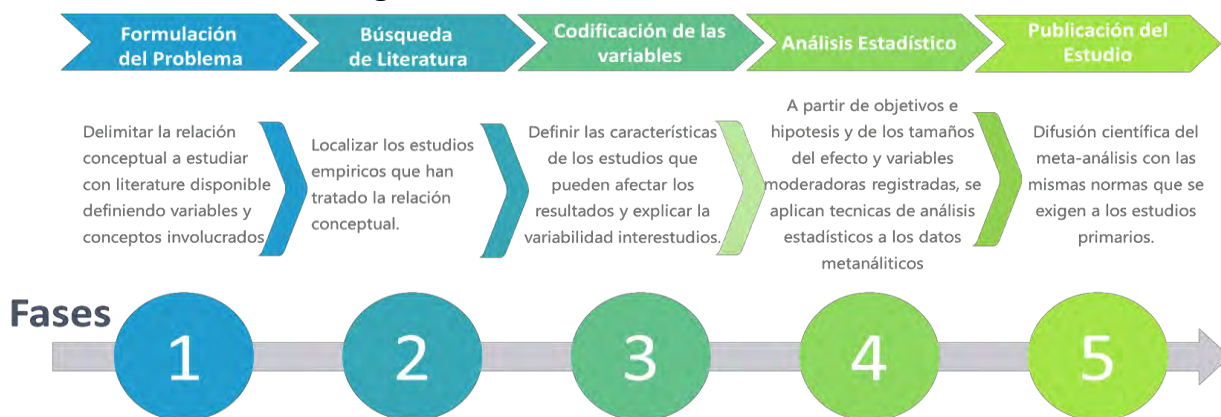 Formulación
del Problema
Búsqueda
de Literatura
Codificación de las
variables
Análisis Estadístico
Publicación del
Estudio
Delimitar la relación
conceptual a estudiar
con literature disponible
definiendo variables y
conceptos involucrados
Localizar los estudios
empiricos que han
tratado la relación
conceptual.
Definir las características
de los estudios que
pueden afectar los
resultados y explicar la
variabilidad interestudios.
A partir de objetivos e
hipotesis y de los tamaños
del efecto y variables
moderadoras registradas, se
aplican tecnicas de análisis
estadísticos a los datos
metanáliticos
Difusión científica del
meta-análisis con las
mismas normas que se
exigen a los estudios
primarios.
Fases
1
2
3
4
5